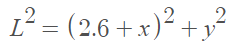 L² = (2.6 + x)² + y²